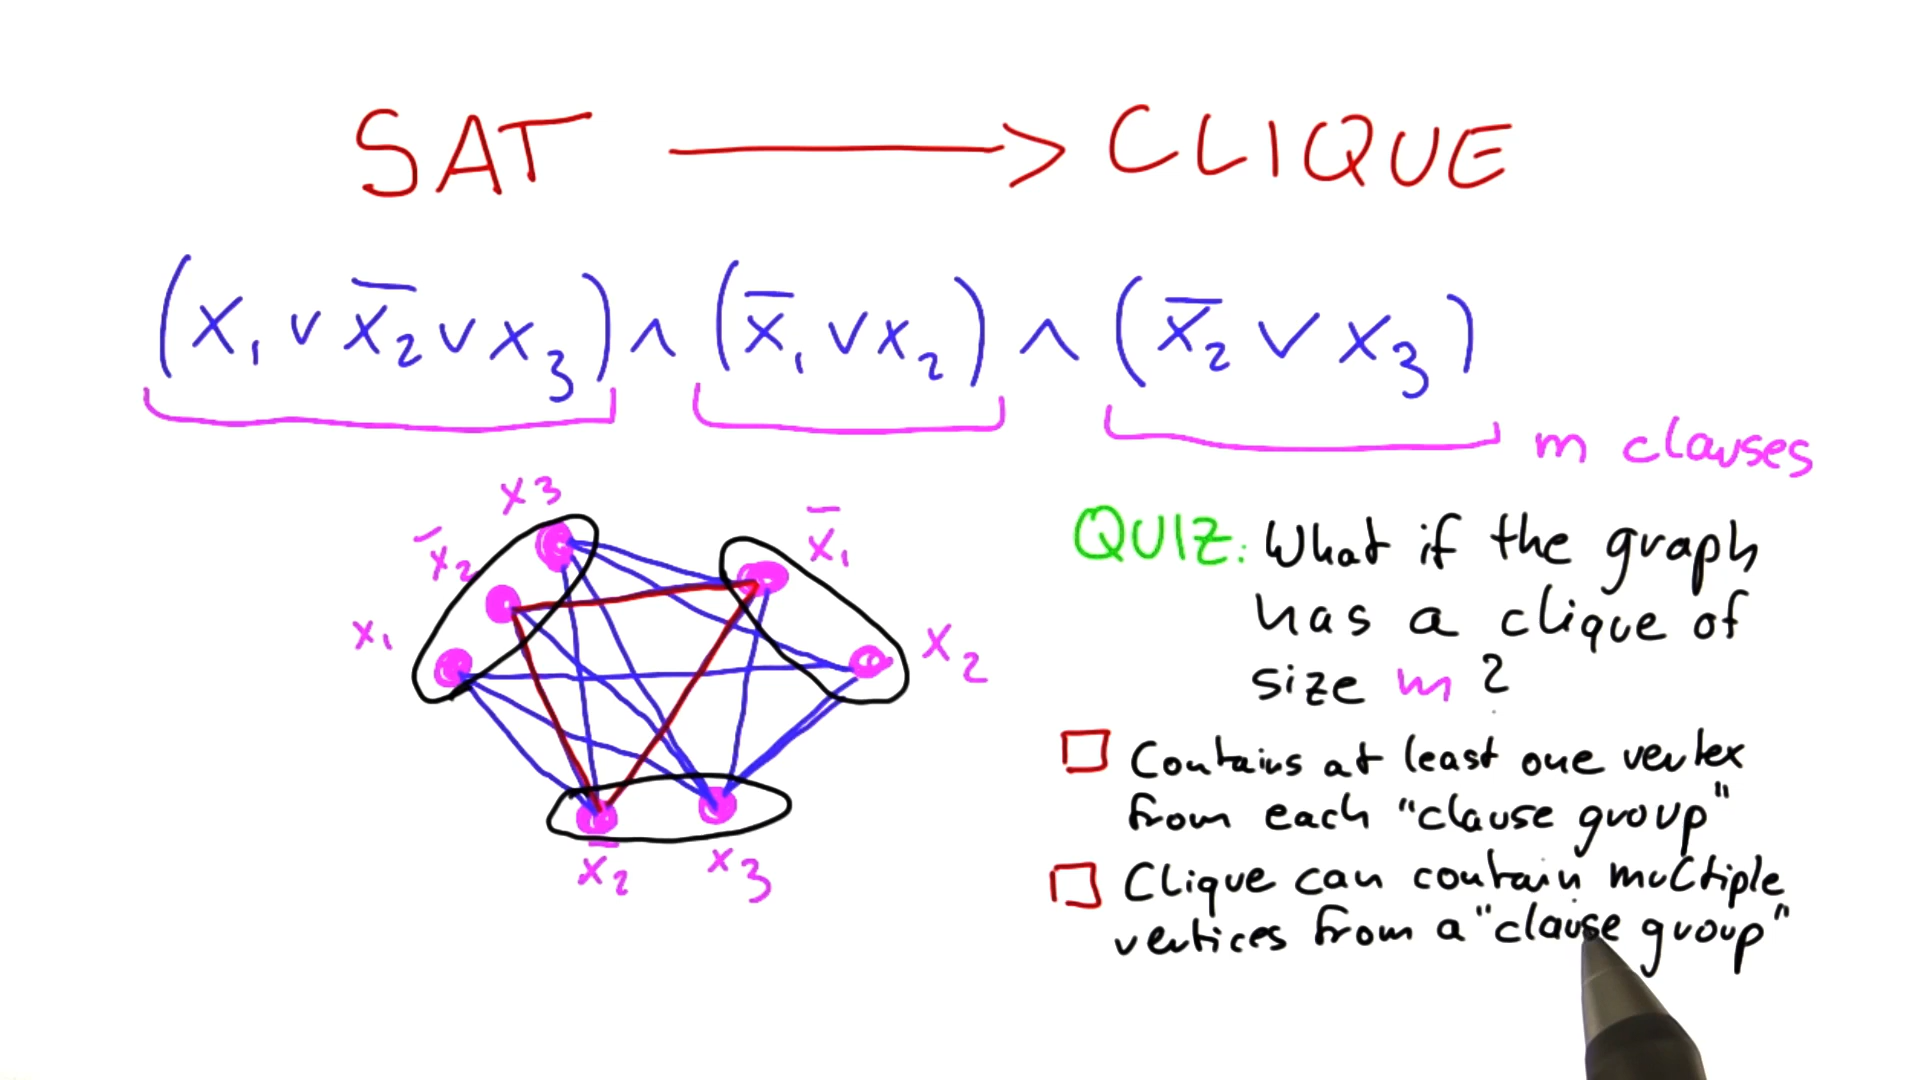 SAT → CLIQUE
(x₁ ∨ x̅₂ ∨ x₃) ∧ (x̅₁ ∨ x₂) ∧ (x̅₂ ∨ x₃)
m clauses
x3
x̅₂
x̅₁
x₁
x₂
x̅₂
x₃
QUIZ: What if the graph
has a clique of
size m?
Contains at least one vertex
from each "clause group"
Clique can contain multiple
vertices from a "clause group"